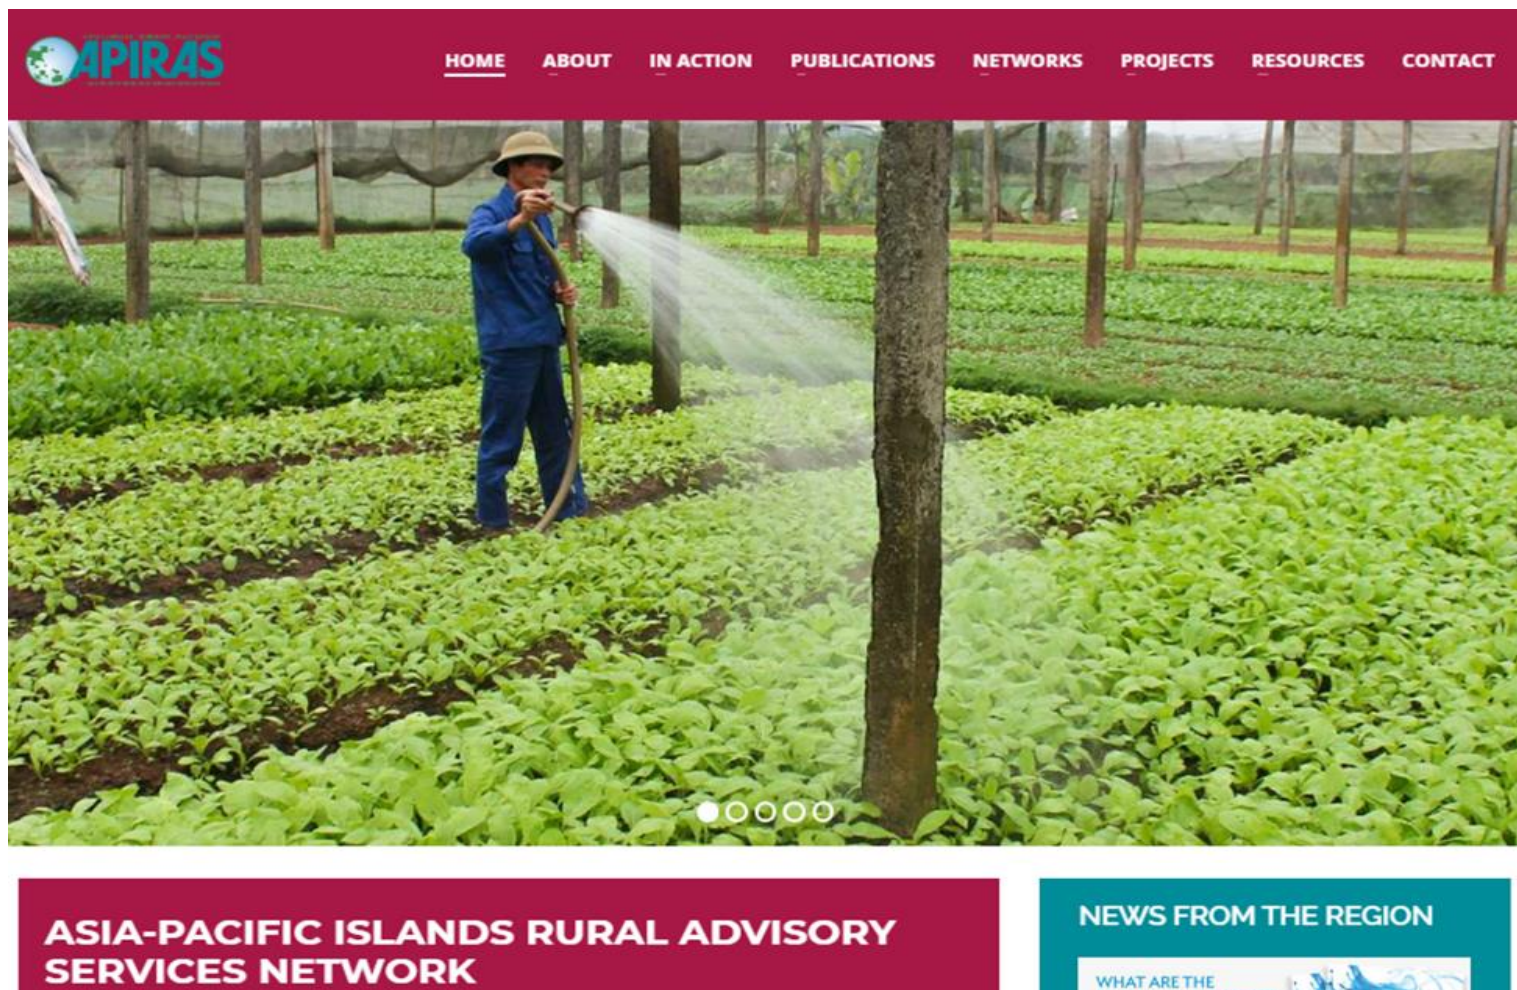 APIRAS
HOME ABOUT IN ACTION PUBLICATIONS NETWORKS PROJECTS RESOURCES CONTACT
ASIA-PACIFIC ISLANDS RURAL ADVISORY
SERVICES NETWORK
NEWS FROM THE REGION
WHAT ARE THE